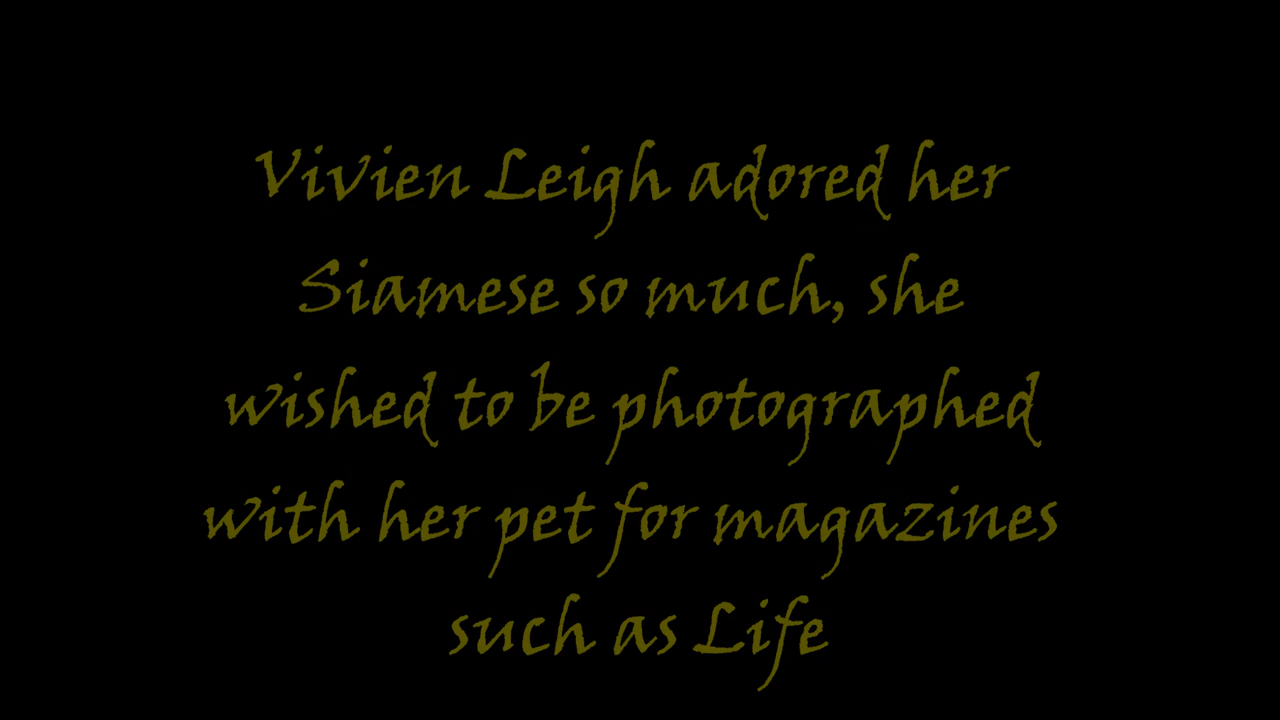 Vivien Leigh adored her
Siamese so much, she
wished to be photographed
with her pet for magazines
such as Life